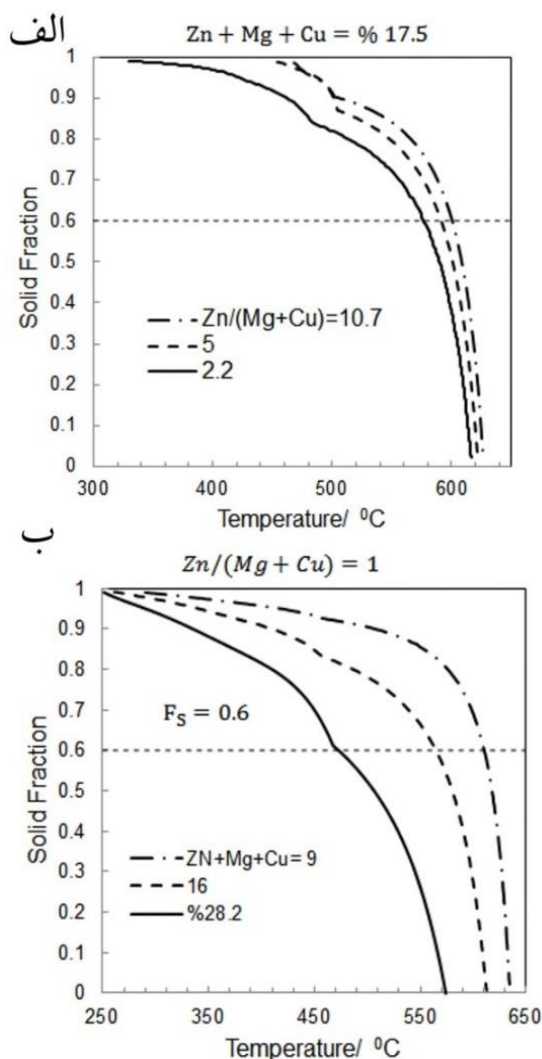 الف
Zn + Mg + Cu = % 17.5
1
0.9
0.8
0.7
0.6
0.5
0.4
0.3
0.2
0.1
0
Solid Fraction
Zn/(Mg+Cu)=10.7
5
2.2
300 400 500 600
Temperature/ ⁰C
ب
Zn/(Mg + Cu) = 1
1
0.9
0.8
0.7
0.6
0.5
0.4
0.3
0.2
0.1
0
Solid Fraction
F_S = 0.6
ZN+Mg+Cu= 9
16
%28.2
250 350 450 550 650
Temperature/ ⁰C